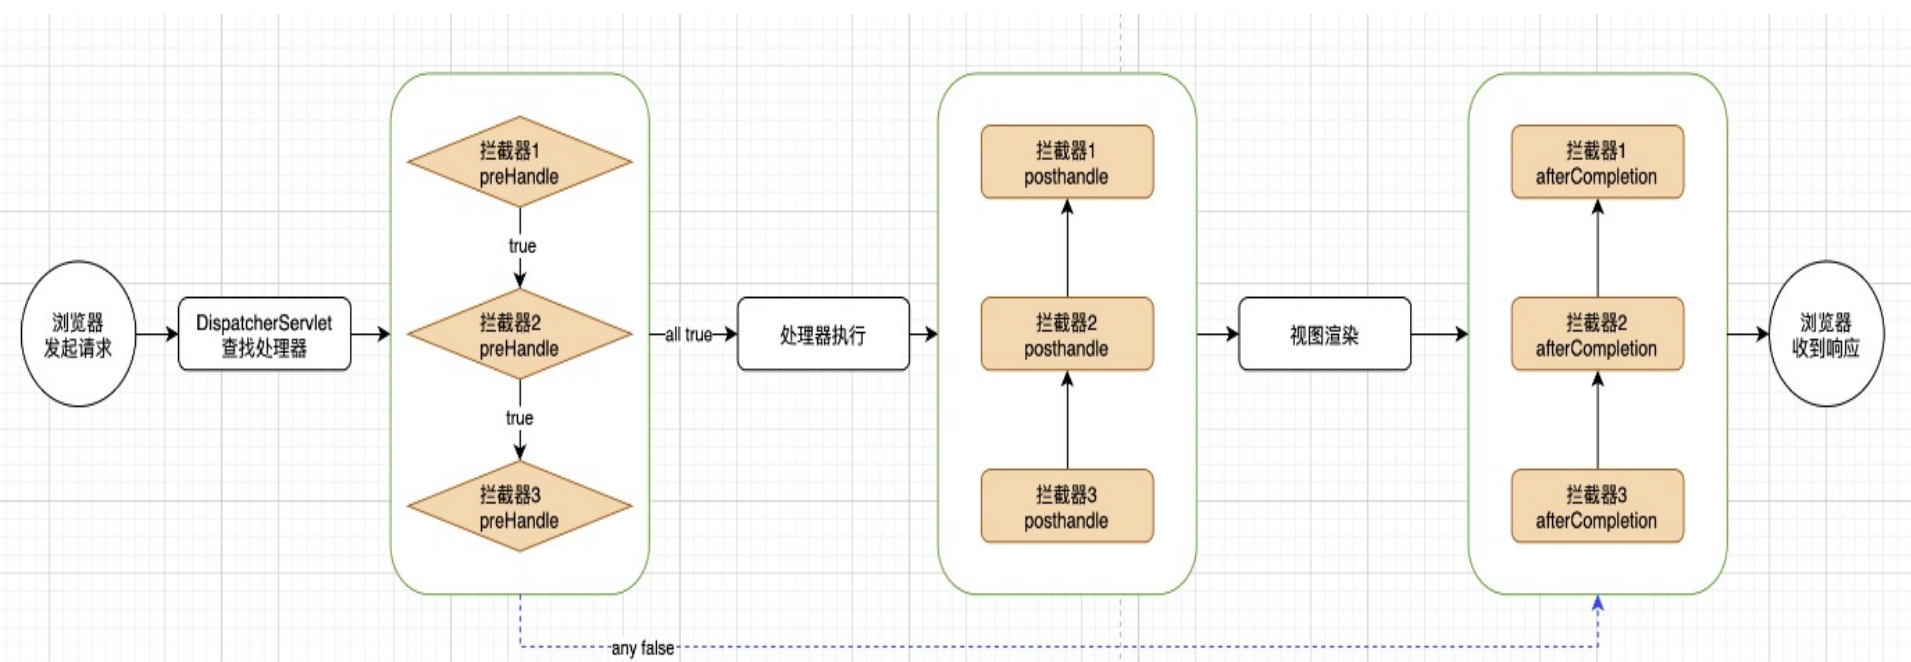 浏览器
发起请求
DispatcherServlet
查找处理器
拦截器1
preHandle
true
拦截器2
preHandle
true
拦截器3
preHandle
all true
处理器执行
拦截器1
posthandle
拦截器2
posthandle
拦截器3
posthandle
视图渲染
拦截器1
afterCompletion
拦截器2
afterCompletion
拦截器3
afterCompletion
浏览器
收到响应
any false